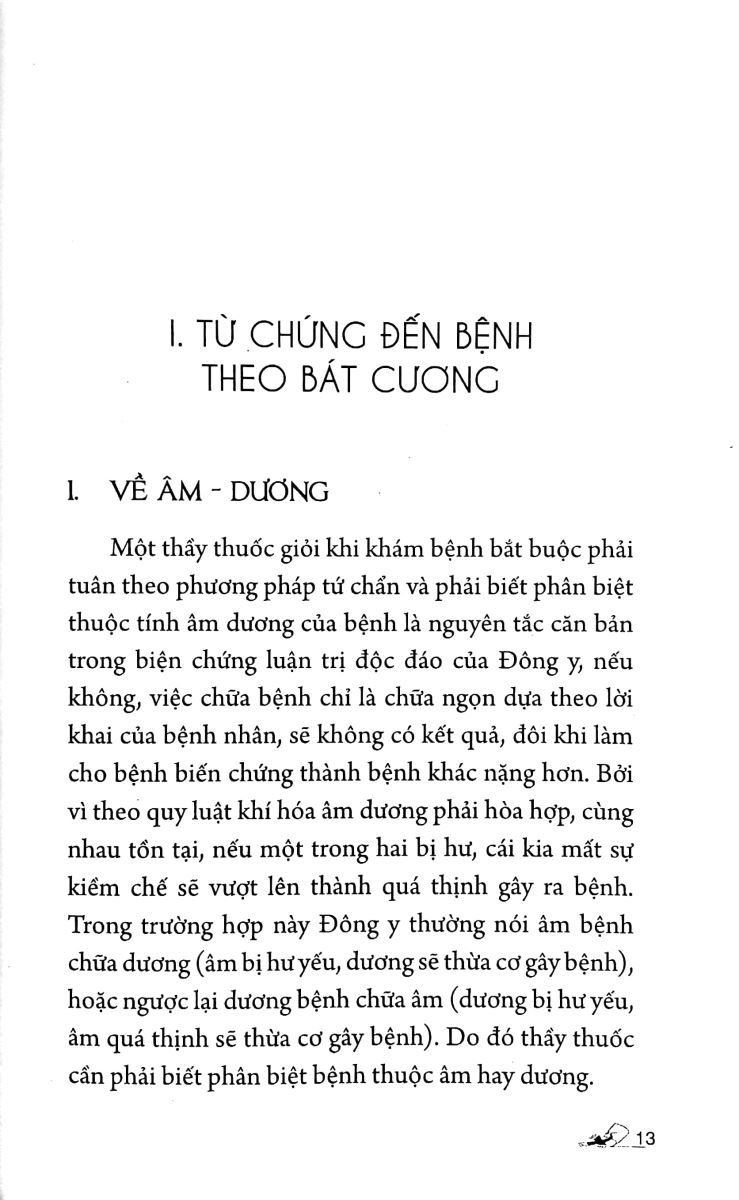 I. TỪ CHỨNG ĐẾN BỆNH
THEO BÁT CƯƠNG
1. VỀ ÂM - DƯƠNG
Một thầy thuốc giỏi khi khám bệnh bắt buộc phải
tuân theo phương pháp tứ chẩn và phải biết phân biệt
thuộc tính âm dương của bệnh là nguyên tắc căn bản
trong biện chứng luận trị độc đáo của Đông y, nếu
không, việc chữa bệnh chỉ là chữa ngọn dựa theo lời
khai của bệnh nhân, sẽ không có kết quả, đôi khi làm
cho bệnh biến chứng thành bệnh khác nặng hơn. Bởi
vì theo quy luật khí hóa âm dương phải hòa hợp, cùng
nhau tồn tại, nếu một trong hai bị hư, cái kia mất sự
kiềm chế sẽ vượt lên thành quá thịnh gây ra bệnh.
Trong trường hợp này Đông y thường nói âm bệnh
chữa dương (âm bị hư yếu, dương sẽ thừa cơ gây bệnh),
hoặc ngược lại dương bệnh chữa âm (dương bị hư yếu,
âm quá thịnh sẽ thừa cơ gây bệnh). Do đó thầy thuốc
cần phải biết phân biệt bệnh thuộc âm hay dương.
13